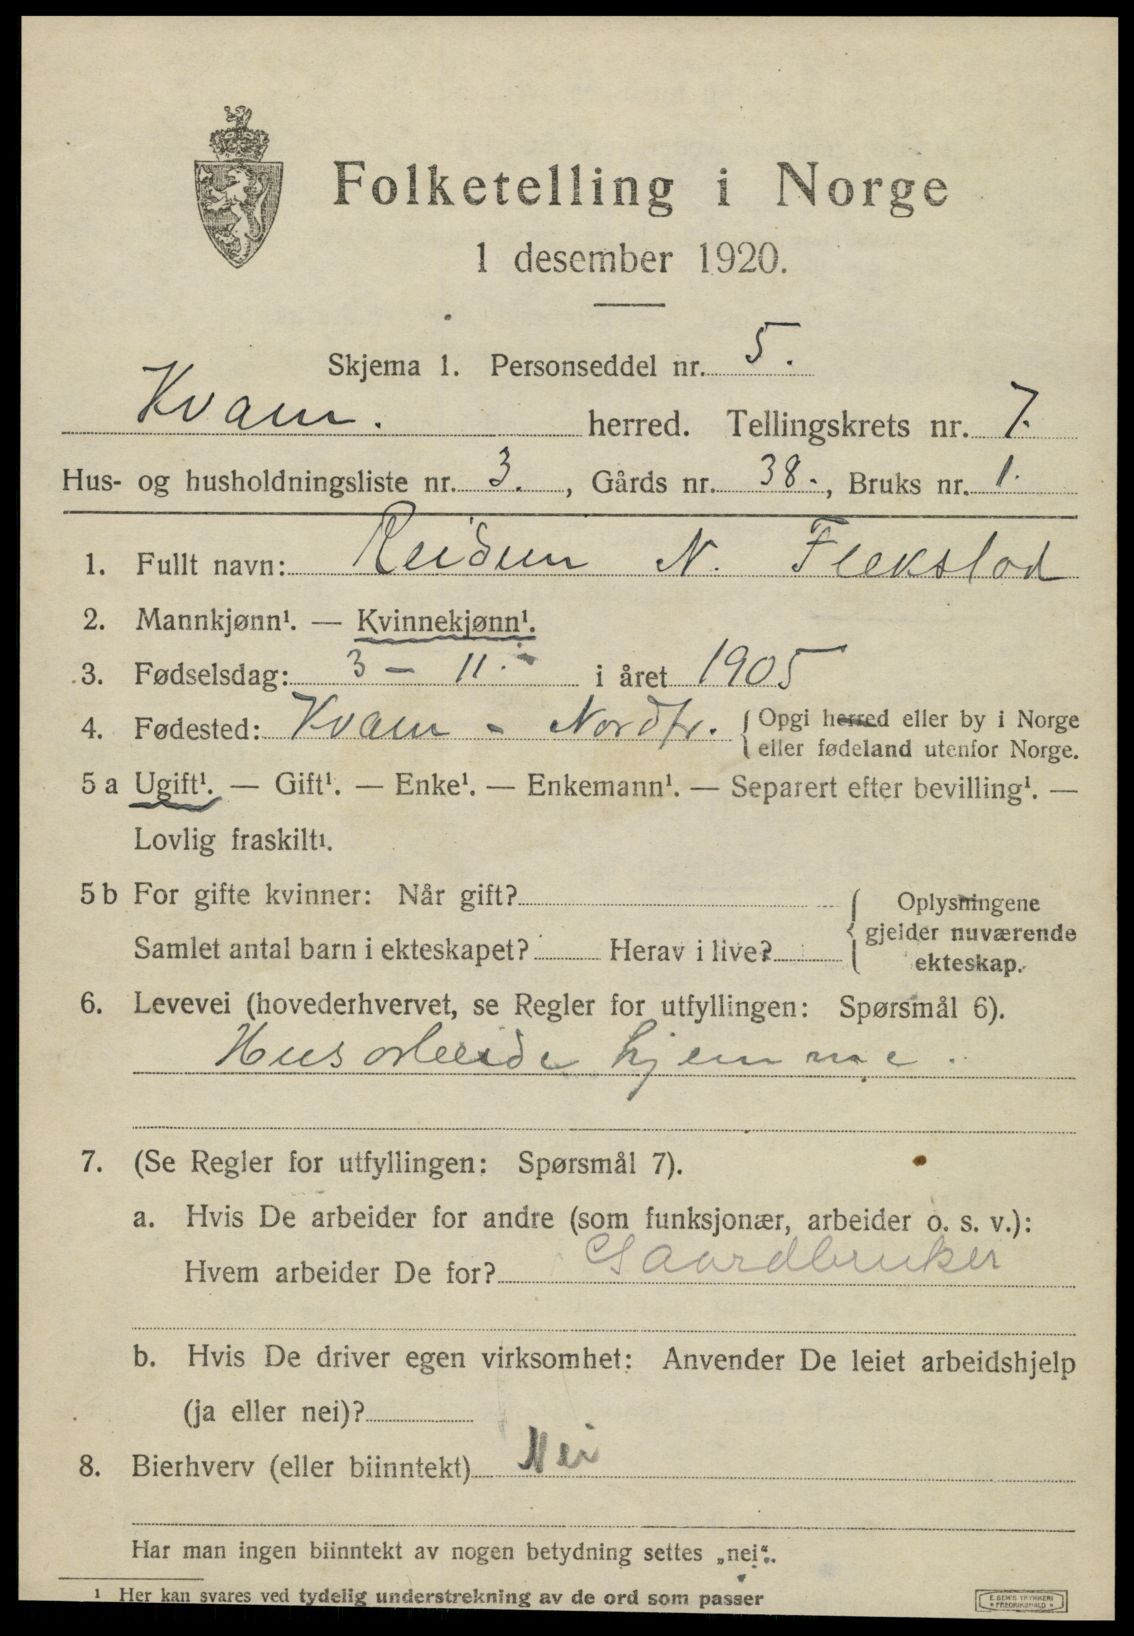 Folketelling i Norge
1 desember 1920.
Skjema 1. Personseddel nr. 5.
Kvam. herred. Tellingskrets nr. 7.
Hus- og husholdningsliste nr. 3., Gårds nr. 38., Bruks nr. 1.
1. Fullt navn: Reidun N. Flekstad
2. Mannkjønn¹. — Kvinnekjønn¹.
3. Fødselsdag: 3 – 11. – i året 1905
4. Fødested: Kvam - Nordfr. { Opgi herred eller by i Norge
eller fødeland utenfor Norge.
5 a Ugift¹. — Gift¹. — Enke¹. — Enkemann¹. — Separert efter bevilling¹. —
Lovlig fraskilt¹.
5 b For gifte kvinner: Når gift? { Oplysningene
Samlet antal barn i ekteskapet? Herav i live? gjelder nuværende
ekteskap.
6. Levevei (hovederhvervet, se Regler for utfyllingen: Spørsmål 6).
Husarbeide hjemme.
7. (Se Regler for utfyllingen: Spørsmål 7).
a. Hvis De arbeider for andre (som funksjonær, arbeider o. s. v.):
Hvem arbeider De for? Gaardbruker
b. Hvis De driver egen virksomhet: Anvender De leiet arbeidshjelp
(ja eller nei)?
8. Bierhverv (eller biinntekt) Nei
Har man ingen biinntekt av nogen betydning settes „nei“.
¹ Her kan svares ved tydelig understrekning av de ord som passer
E. SEM'S TRYKKERI
FREDRIKSHALD